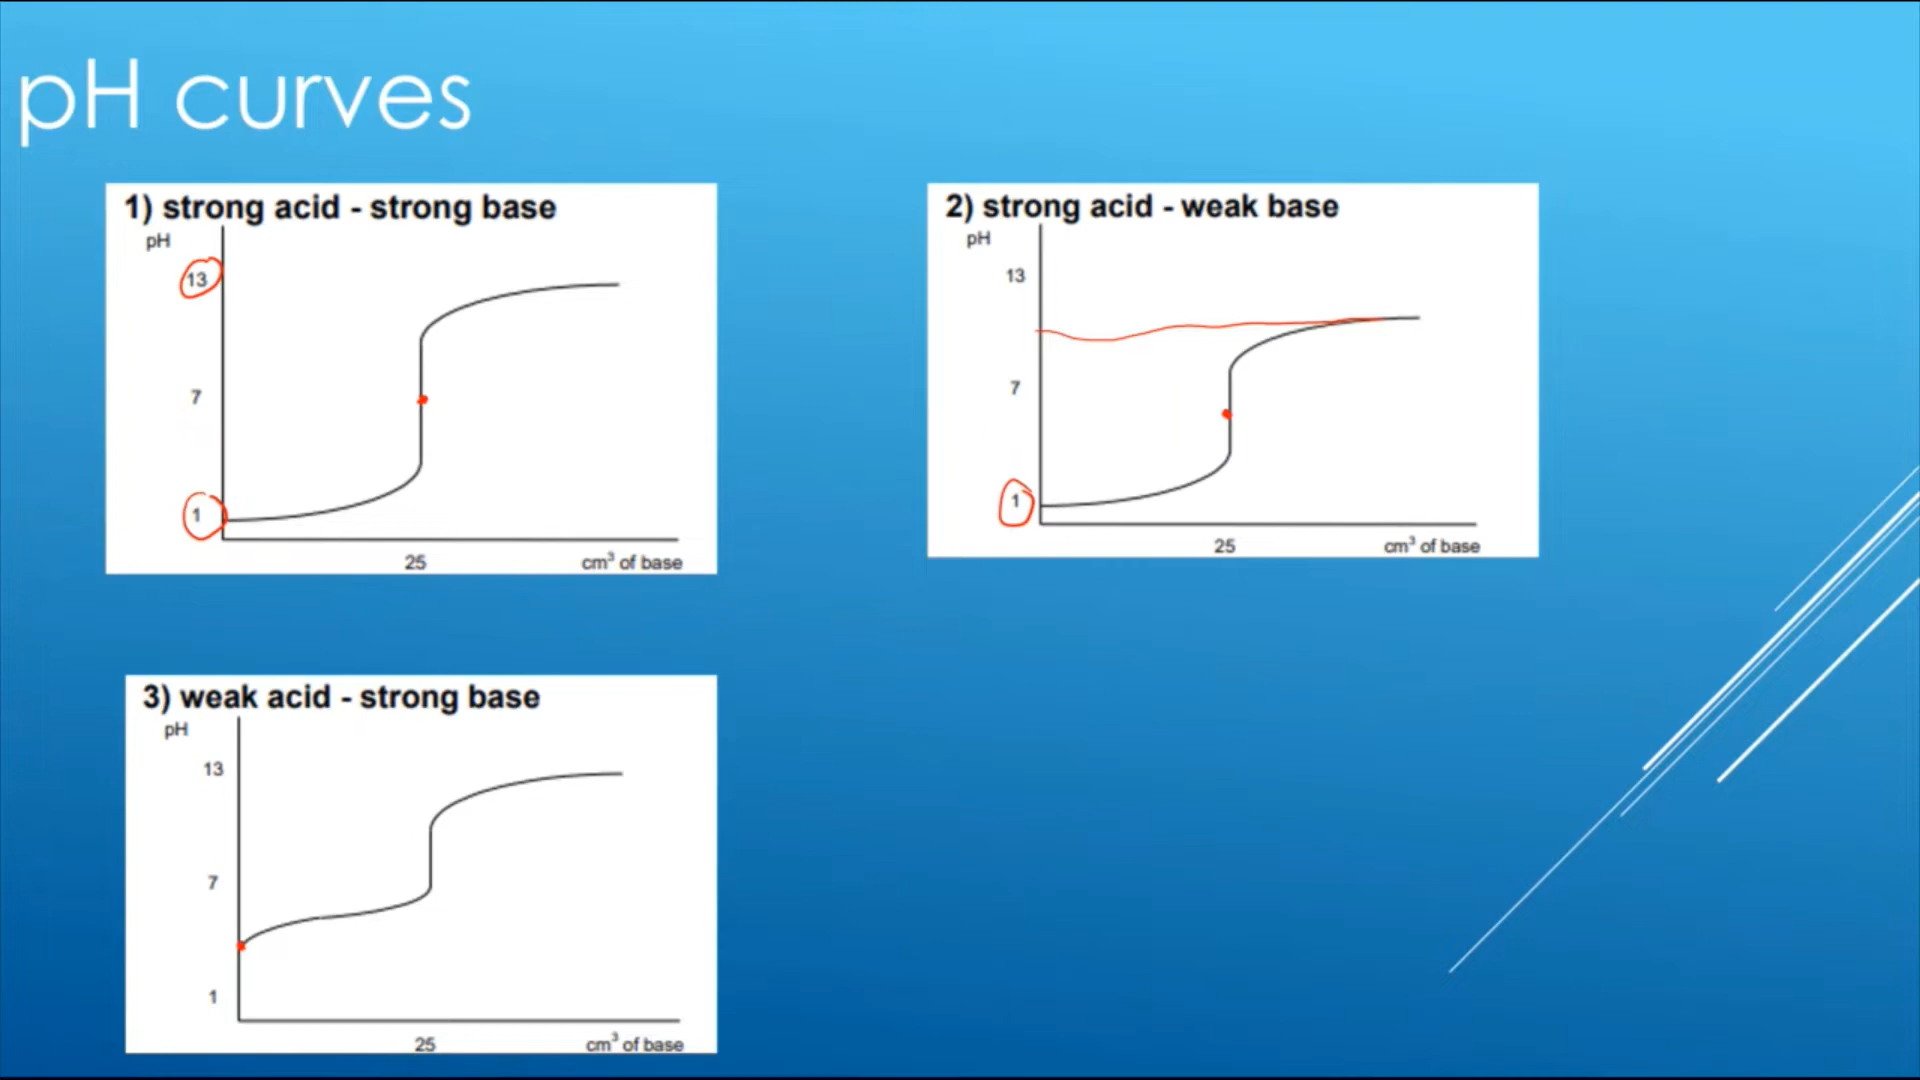 pH curves
1) strong acid - strong base
pH
13
7
1
25
cm³ of base
2) strong acid - weak base
pH
13
7
1
25
cm³ of base
3) weak acid - strong base
pH
13
7
1
25
cm³ of base